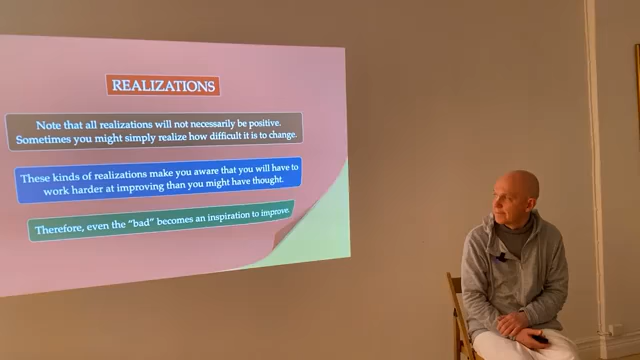 REALIZATIONS
Note that all realizations will not necessarily be positive.
Sometimes you might simply realize how difficult it is to change.
These kinds of realizations make you aware that you will have to
work harder at improving than you might have thought.
Therefore, even the “bad” becomes an inspiration to improve.